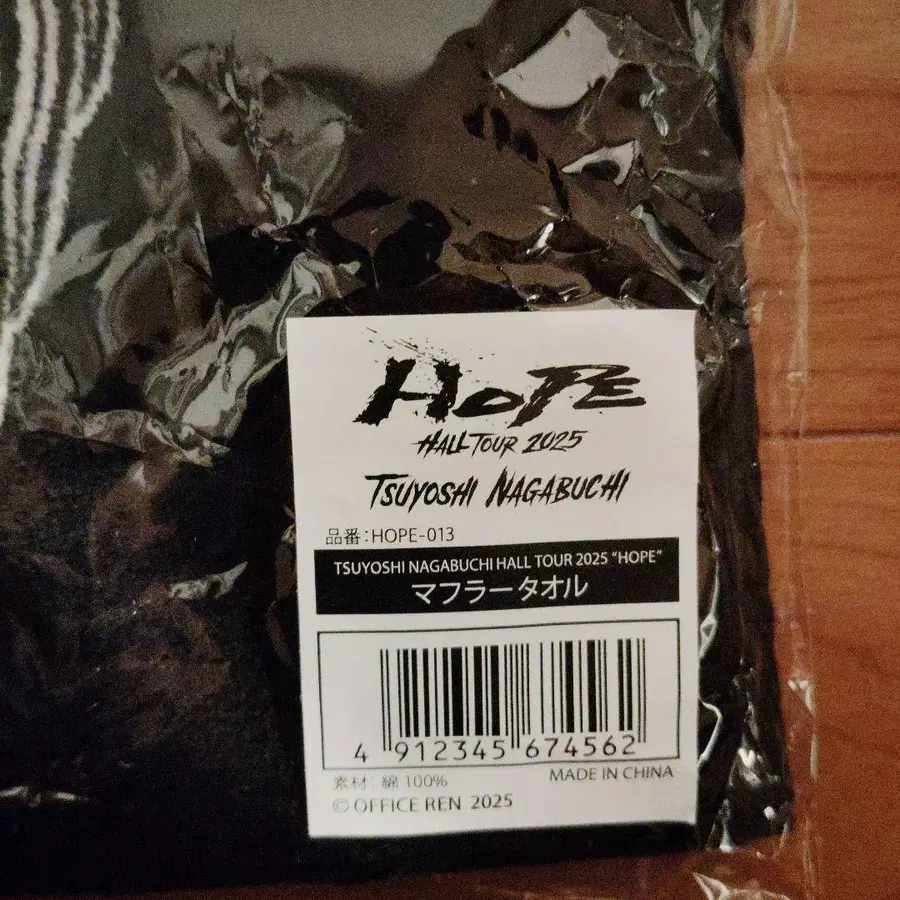 HOPE
HALL TOUR 2025
TSUYOSHI NAGABUCHI
品番:HOPE-013
TSUYOSHI NAGABUCHI HALL TOUR 2025 "HOPE"
マフラータオル
4 912345 674562
素材: 綿 100% MADE IN CHINA
© OFFICE REN 2025